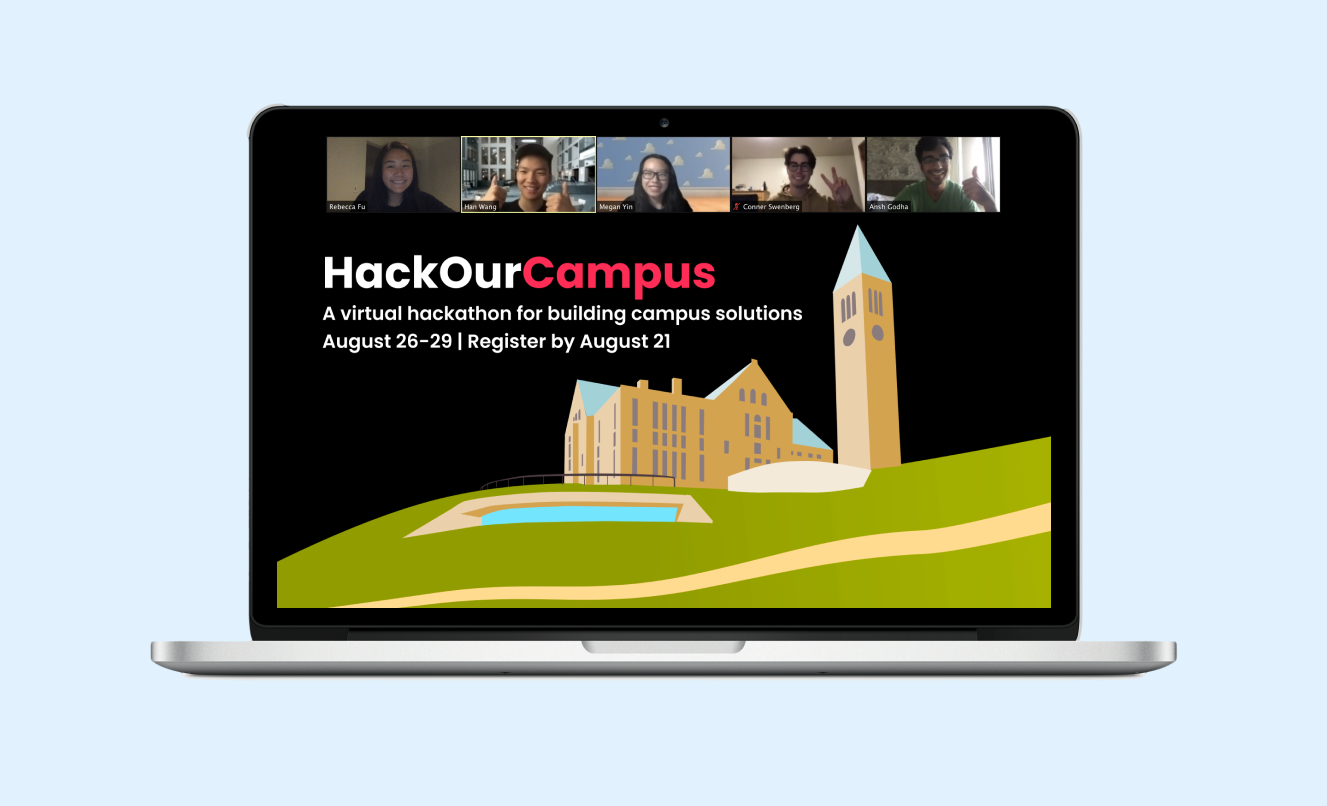 Rebecca Fu
Han Wang
Megan Yin
Conner Swenberg
Ansh Godha
HackOurCampus
A virtual hackathon for building campus solutions
August 26-29 | Register by August 21